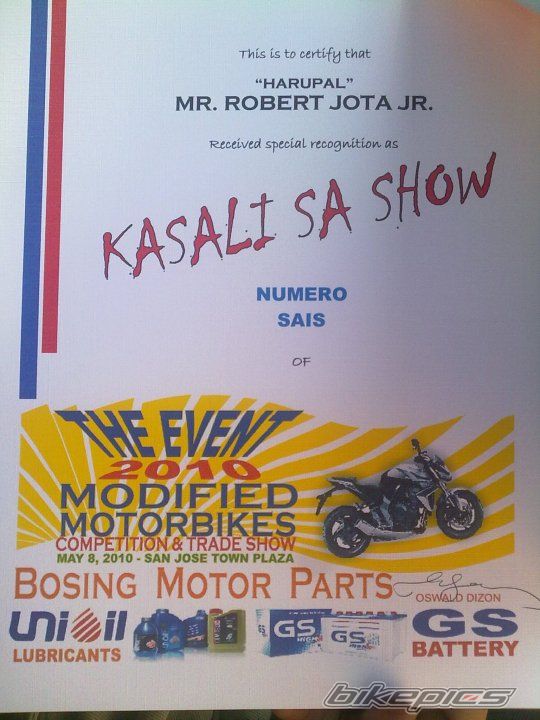 This is to certify that
"HARUPAL"
MR. ROBERT JOTA JR.
Received special recognition as
KASALI SA SHOW
NUMERO
SAIS
OF
THE EVENT
2010
MODIFIED
MOTORBIKES
COMPETITION & TRADE SHOW
MAY 8, 2010 - SAN JOSE TOWN PLAZA
BOSING MOTOR PARTS
OSWALD DIZON
UNIOIL
LUBRICANTS
GS
GS
GS
BATTERY
bikepics